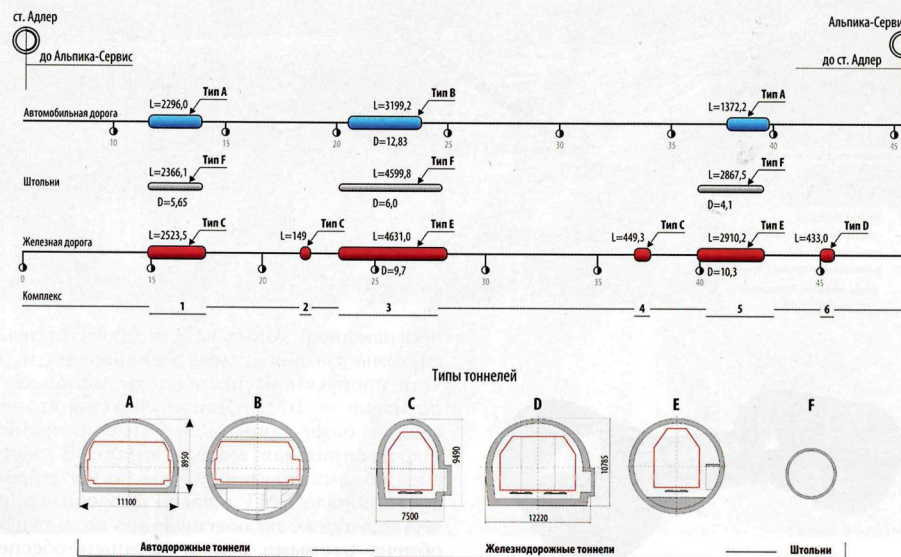 ст. Адлер
до Альпика-Сервис
Альпика-Серви
до ст. Адлер
Автомобильная дорога
L=2296,0 Тип A
L=3199,2 Тип B
D=12,83
L=1372,2 Тип A
10 15 20 25 30 35 40 45
Штольни
L=2366,1 Тип F
D=5,65
L=4599,8 Тип F
D=6,0
L=2867,5 Тип F
D=4,1
Железная дорога
L=2523,5 Тип C
L=149 Тип C
L=4631,0 Тип E
D=9,7
L=449,3 Тип C
L=2910,2 Тип E
D=10,3
L=433,0 Тип D
0 15 20 25 30 35 40 45
Комплекс
1 2 3 4 5 6
Типы тоннелей
A B C D E F
8950
11100
9490
7500
10785
12220
Автодорожные тоннели
Железнодорожные тоннели
Штольни